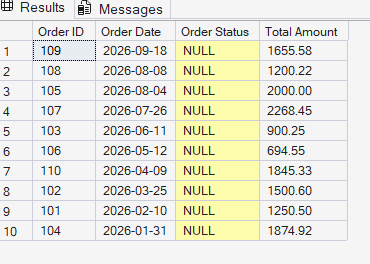 Results Messages
Order ID Order Date Order Status Total Amount
1 109 2026-09-18 NULL 1655.58
2 108 2026-08-08 NULL 1200.22
3 105 2026-08-04 NULL 2000.00
4 107 2026-07-26 NULL 2268.45
5 103 2026-06-11 NULL 900.25
6 106 2026-05-12 NULL 694.55
7 110 2026-04-09 NULL 1845.33
8 102 2026-03-25 NULL 1500.60
9 101 2026-02-10 NULL 1250.50
10 104 2026-01-31 NULL 1874.92